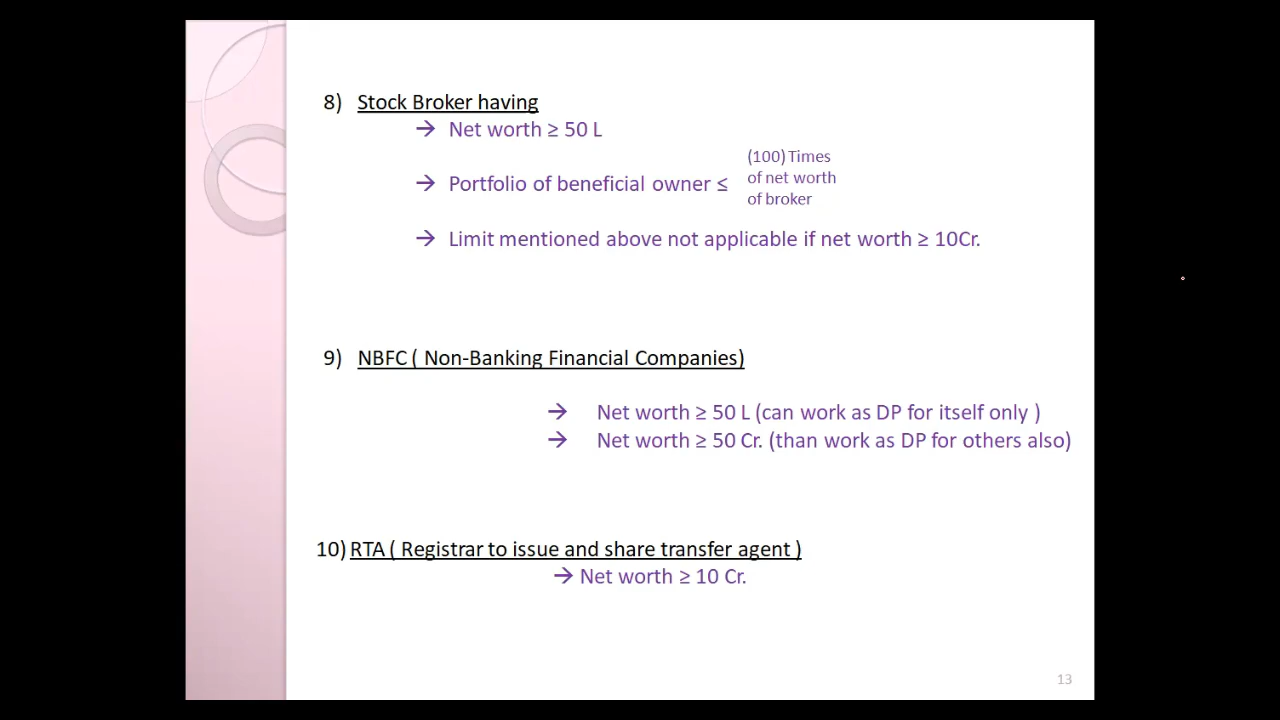 8) Stock Broker having
→ Net worth ≥ 50 L
(100) Times
of net worth
of broker
→ Portfolio of beneficial owner ≤
→ Limit mentioned above not applicable if net worth ≥ 10Cr.
9) NBFC ( Non-Banking Financial Companies)
→ Net worth ≥ 50 L (can work as DP for itself only )
→ Net worth ≥ 50 Cr. (than work as DP for others also)
10) RTA ( Registrar to issue and share transfer agent )
→ Net worth ≥ 10 Cr.
13